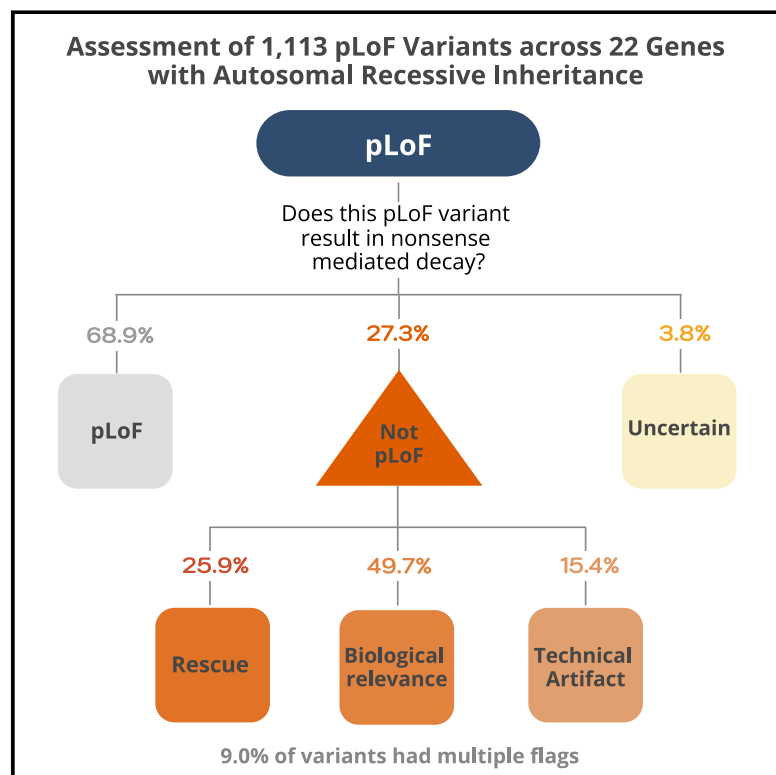 Assessment of 1,113 pLoF Variants across 22 Genes
with Autosomal Recessive Inheritance
pLoF
Does this pLoF variant
result in nonsense
mediated decay?
68.9%
27.3%
3.8%
pLoF
Not
pLoF
Uncertain
25.9%
49.7%
15.4%
Rescue
Biological
relevance
Technical
Artifact
9.0% of variants had multiple flags